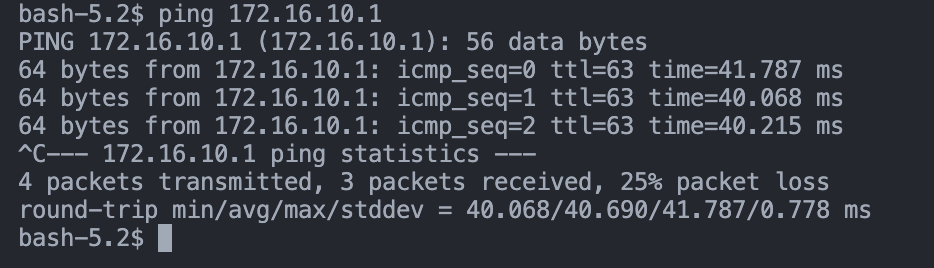 bash-5.2$ ping 172.16.10.1
PING 172.16.10.1 (172.16.10.1): 56 data bytes
64 bytes from 172.16.10.1: icmp_seq=0 ttl=63 time=41.787 ms
64 bytes from 172.16.10.1: icmp_seq=1 ttl=63 time=40.068 ms
64 bytes from 172.16.10.1: icmp_seq=2 ttl=63 time=40.215 ms
^C--- 172.16.10.1 ping statistics ---
4 packets transmitted, 3 packets received, 25% packet loss
round-trip min/avg/max/stddev = 40.068/40.690/41.787/0.778 ms
bash-5.2$